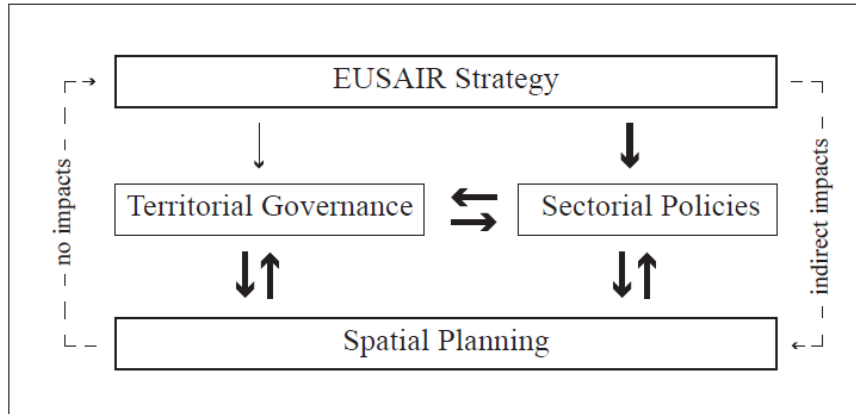 EUSAIR Strategy
no impacts
Territorial Governance
Sectorial Policies
indirect impacts
Spatial Planning